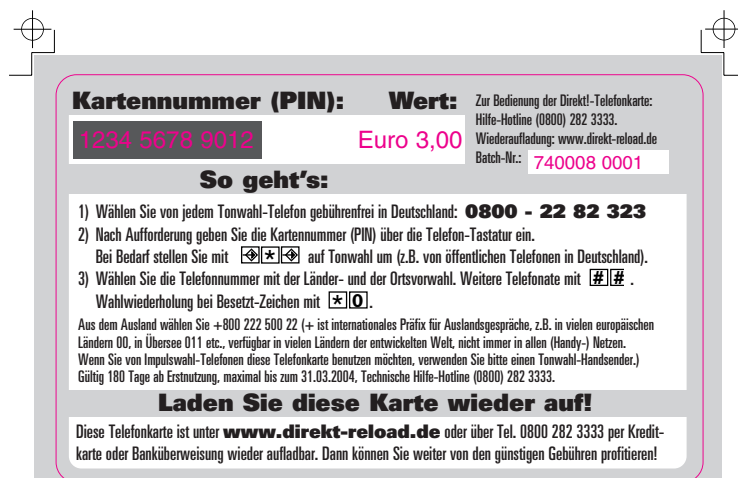 Kartennummer (PIN): Wert:
1234 5678 9012 Euro 3,00
Zur Bedienung der Direkt!-Telefonkarte:
Hilfe-Hotline (0800) 282 3333.
Wiederaufladung: www.direkt-reload.de
Batch-Nr.: 740008 0001
So geht's:
1) Wählen Sie von jedem Tonwahl-Telefon gebührenfrei in Deutschland: 0800 - 22 82 323
2) Nach Aufforderung geben Sie die Kartennummer (PIN) über die Telefon-Tastatur ein.
Bei Bedarf stellen Sie mit * auf Tonwahl um (z.B. von öffentlichen Telefonen in Deutschland).
3) Wählen Sie die Telefonnummer mit der Länder- und der Ortsvorwahl. Weitere Telefonate mit # # .
Wahlwiederholung bei Besetzt-Zeichen mit * 0 .
Aus dem Ausland wählen Sie +800 222 500 22 (+ ist internationales Präfix für Auslandsgespräche, z.B. in vielen europäischen
Ländern 00, in Übersee 011 etc., verfügbar in vielen Ländern der entwickelten Welt, nicht immer in allen (Handy-) Netzen.
Wenn Sie von Impulswahl-Telefonen diese Telefonkarte benutzen möchten, verwenden Sie bitte einen Tonwahl-Handsender.)
Gültig 180 Tage ab Erstnutzung, maximal bis zum 31.03.2004, Technische Hilfe-Hotline (0800) 282 3333.
Laden Sie diese Karte wieder auf!
Diese Telefonkarte ist unter www.direkt-reload.de oder über Tel. 0800 282 3333 per Kredit-
karte oder Banküberweisung wieder aufladbar. Dann können Sie weiter von den günstigen Gebühren profitieren!